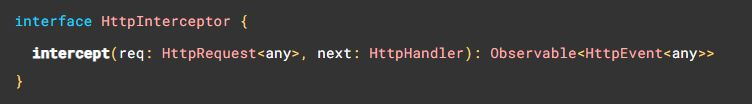 interface HttpInterceptor {
intercept(req: HttpRequest<any>, next: HttpHandler): Observable<HttpEvent<any>>
}